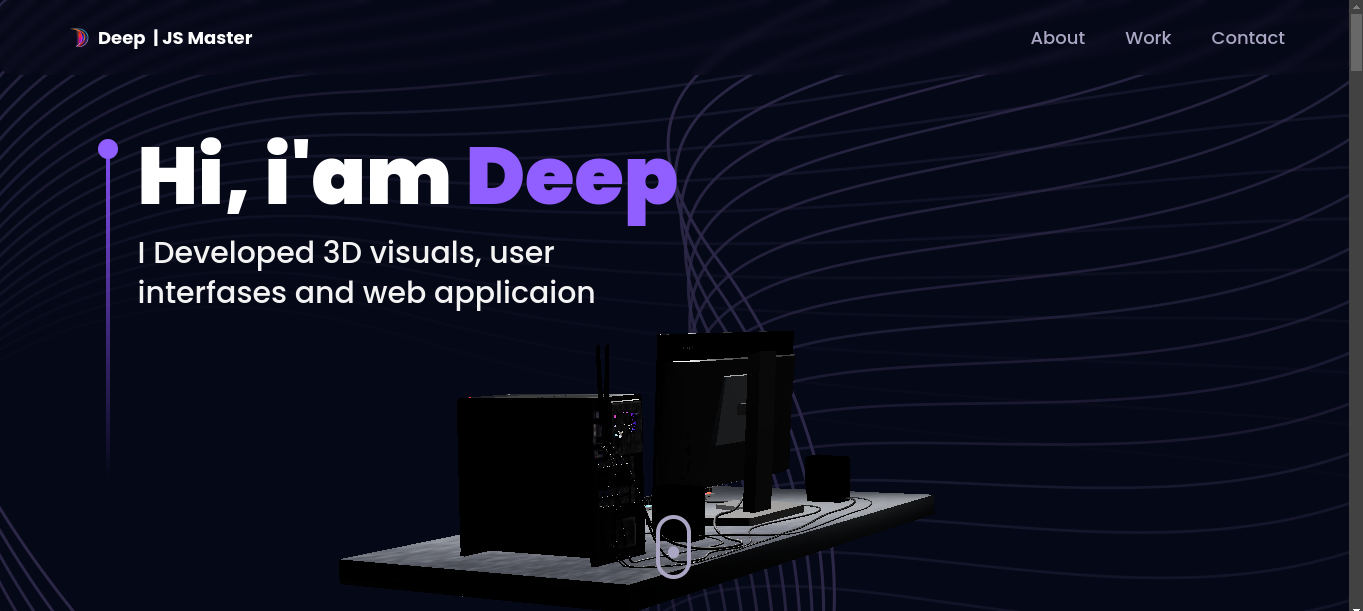 Deep | JS Master
About
Work
Contact
Hi, i'am Deep
I Developed 3D visuals, user
interfases and web applicaion